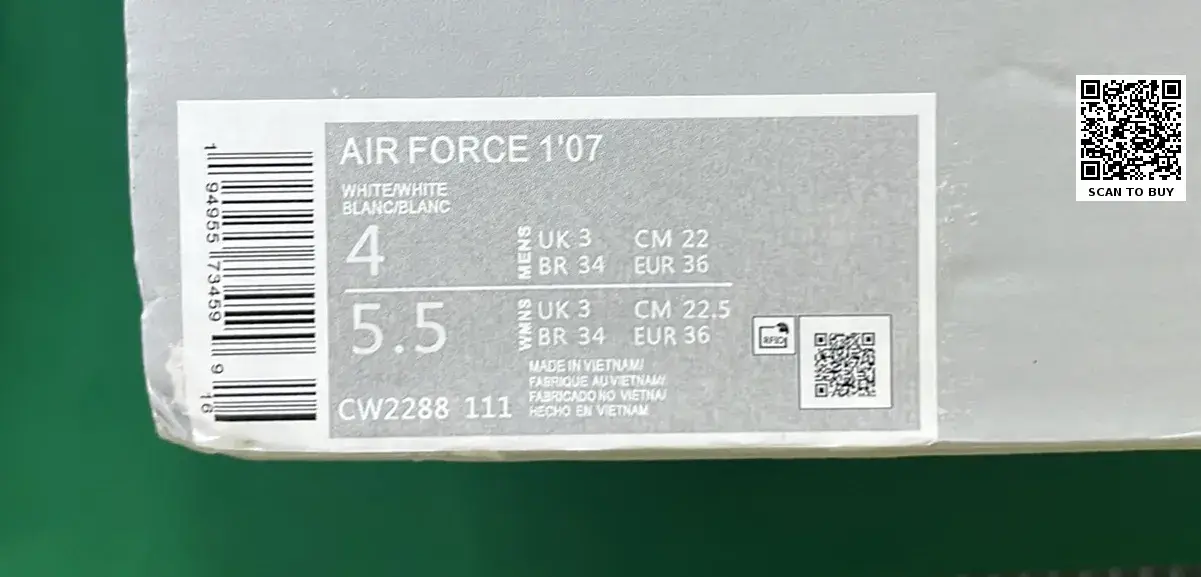 AIR FORCE 1'07
WHITE/WHITE
BLANC/BLANC
4
MENS
UK 3 CM 22
BR 34 EUR 36
5.5
WMNS
UK 3 CM 22.5
BR 34 EUR 36
MADE IN VIETNAM/
FABRIQUE AU VIETNAM/
FABRICADO NO VIETNA/
HECHO EN VIETNAM
CW2288 111
RFID
1 94955 73459 9 16
SCAN TO BUY